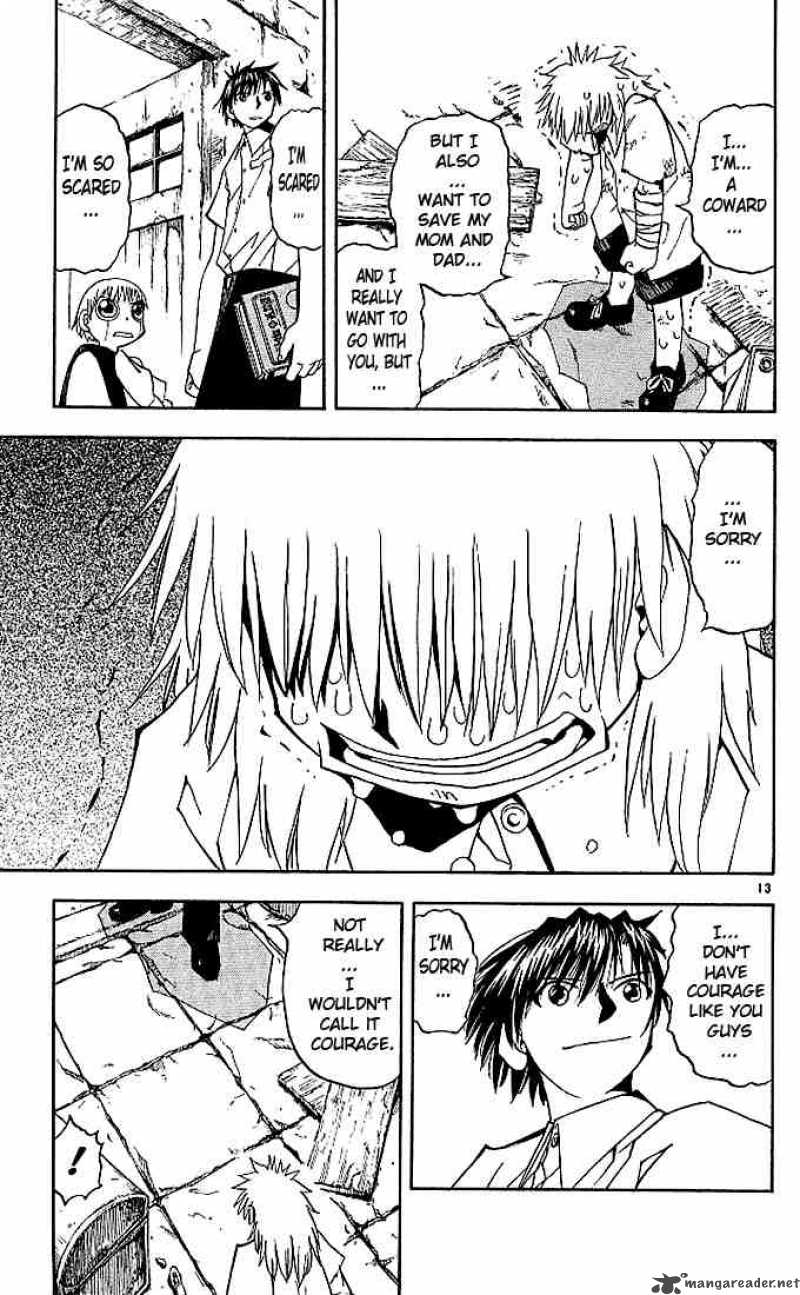 I...
I'M...
A
COWARD
...
BUT I
ALSO
...
WANT TO
SAVE MY
MOM AND
DAD...
AND I
REALLY
WANT TO
GO WITH
YOU, BUT
...
I'M
SCARED
...
I'M SO
SCARED
...
...
I'M
SORRY
...
13
I...
DON'T
HAVE
COURAGE
LIKE YOU
GUYS
...
I'M
SORRY
...
NOT
REALLY
...
I
WOULDN'T
CALL IT
COURAGE.
!
mangareader.net